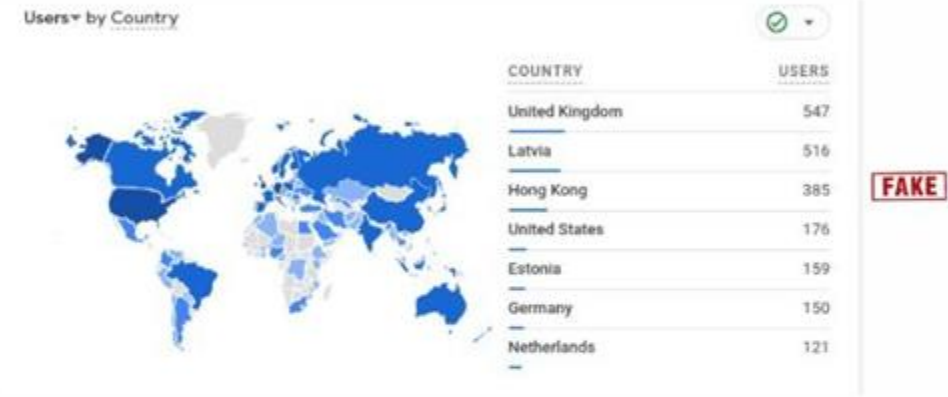 Users by Country
COUNTRY USERS
United Kingdom 547
Latvia 516
Hong Kong 385
United States 176
Estonia 159
Germany 150
Netherlands 121
FAKE